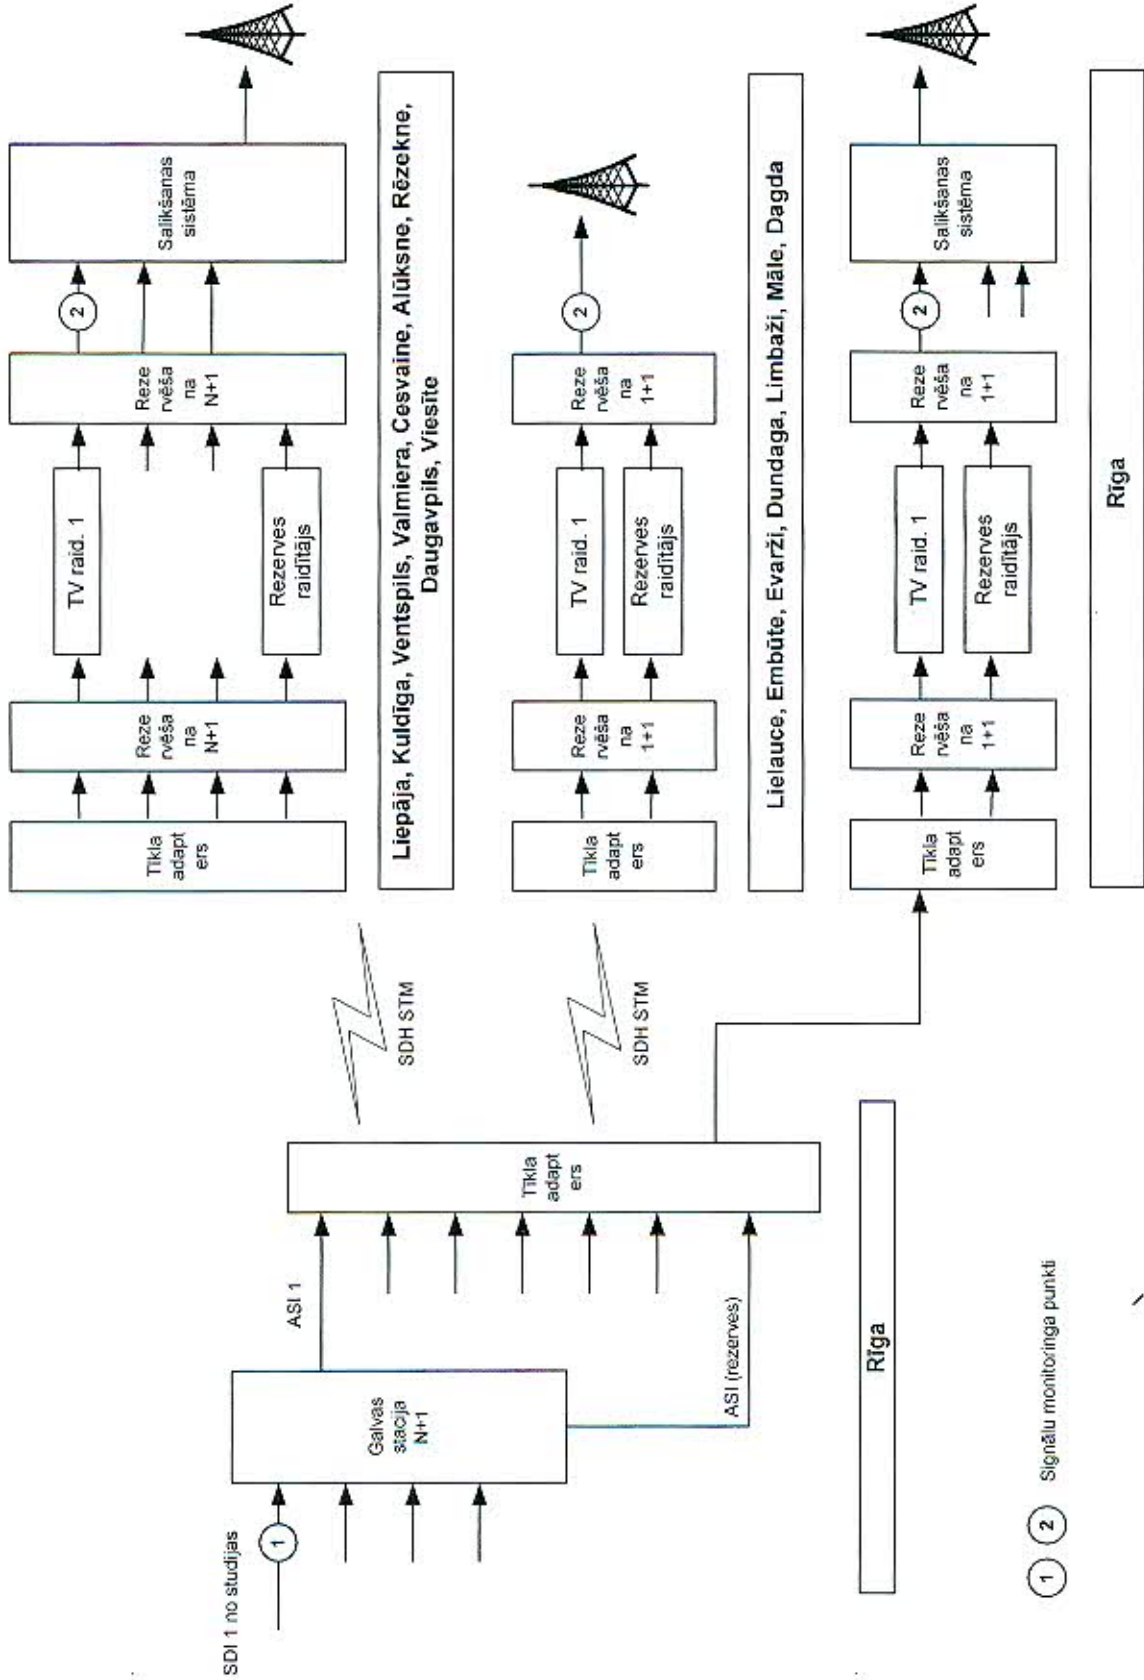 SDI 1 no studijas
1
Galvas
stacija
N+1
ASI 1
ASI (rezerves)
Tīkla
adapt
ers
SDH STM
SDH STM
Rīga
1 2 Signālu monitoringa punkti
Tīkla
adapt
ers
Reze
rvēša
na
N+1
TV raid. 1
Rezerves
raidītājs
Reze
rvēša
na
N+1
2
Salikšanas
sistēma
Liepāja, Kuldīga, Ventspils, Valmiera, Cesvaine, Alūksne, Rēzekne,
Daugavpils, Viesīte
Tīkla
adapt
ers
Reze
rvēša
na
1+1
TV raid. 1
Rezerves
raidītājs
Reze
rvēša
na
1+1
2
Lielauce, Embūte, Evarži, Dundaga, Limbaži, Māle, Dagda
Tīkla
adapt
ers
Reze
rvēša
na
1+1
TV raid. 1
Rezerves
raidītājs
Reze
rvēša
na
1+1
2
Salikšanas
sistēma
Rīga